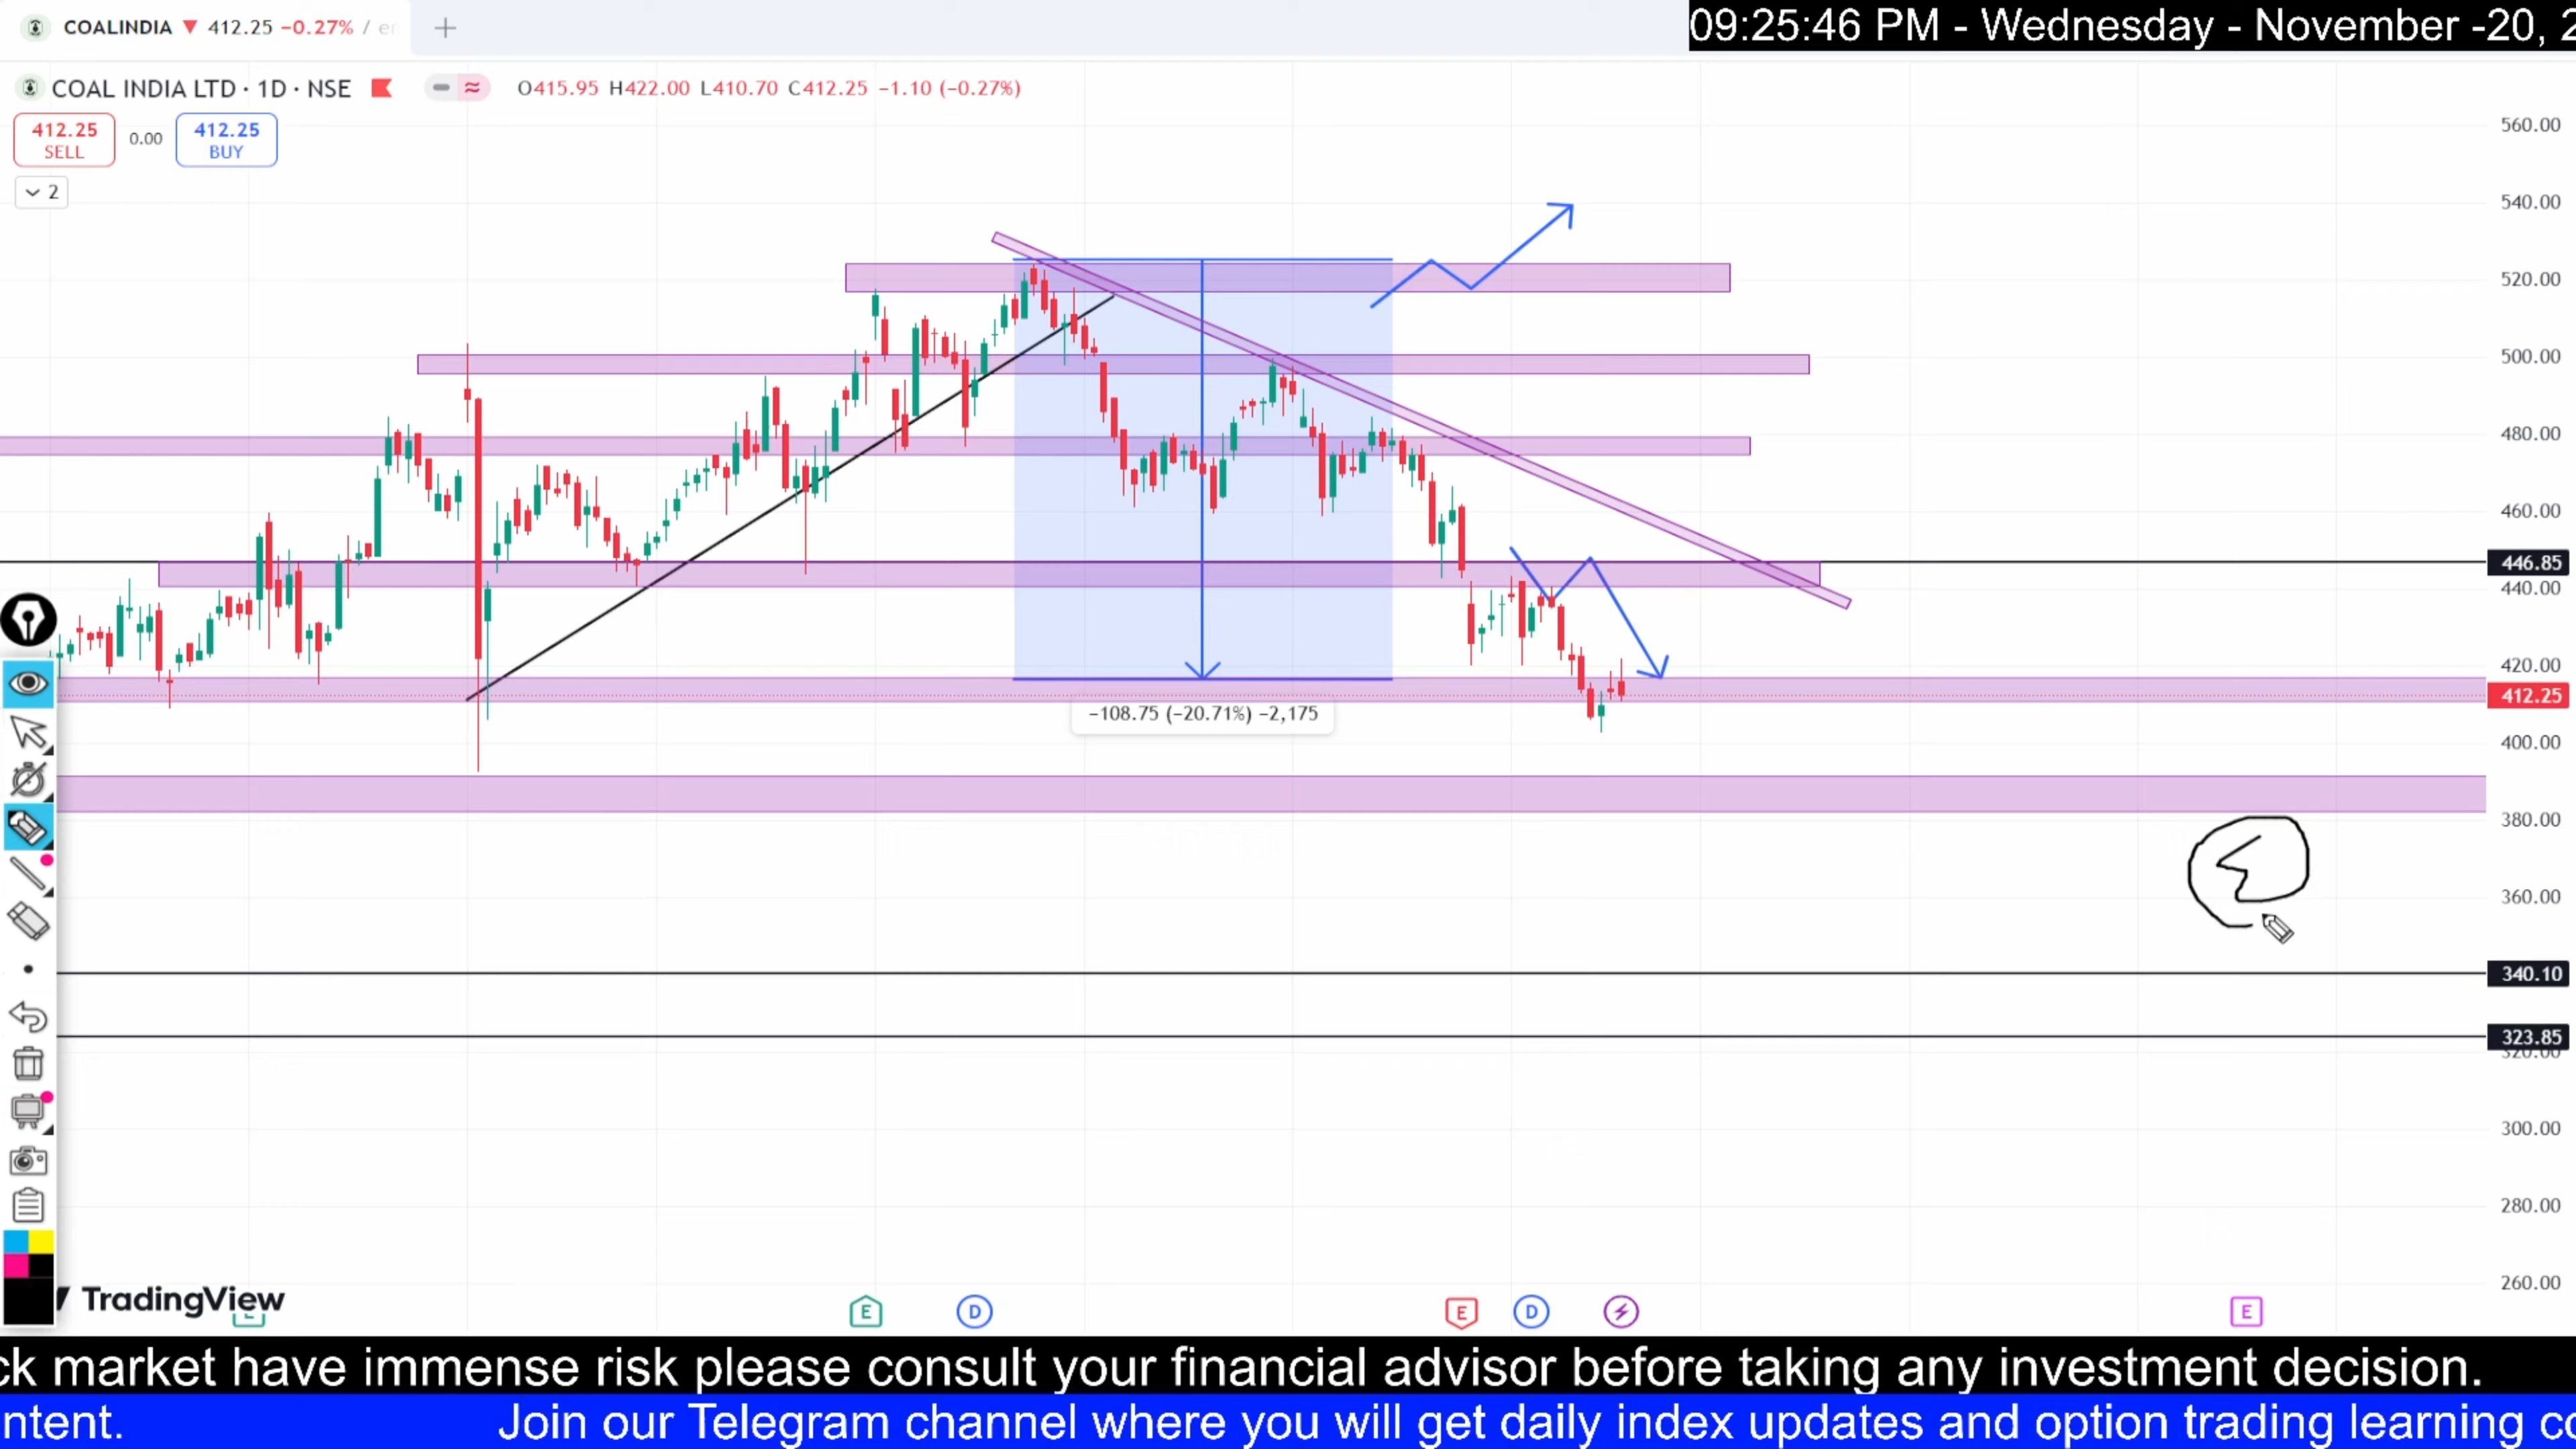 COALINDIA ▼ 412.25 −0.27% /
09:25:46 PM - Wednesday - November -20, 2
COAL INDIA LTD · 1D · NSE
O415.95 H422.00 L410.70 C412.25 −1.10 (−0.27%)
412.25
SELL
0.00
412.25
BUY
2
560.00
540.00
520.00
500.00
480.00
460.00
446.85
440.00
420.00
412.25
−108.75 (−20.71%) −2,175
400.00
380.00
360.00
340.10
323.85
320.00
300.00
280.00
260.00
TradingView
E
E D E D E
ck market have immense risk please consult your financial advisor before taking any investment decision.
ntent. Join our Telegram channel where you will get daily index updates and option trading learning co